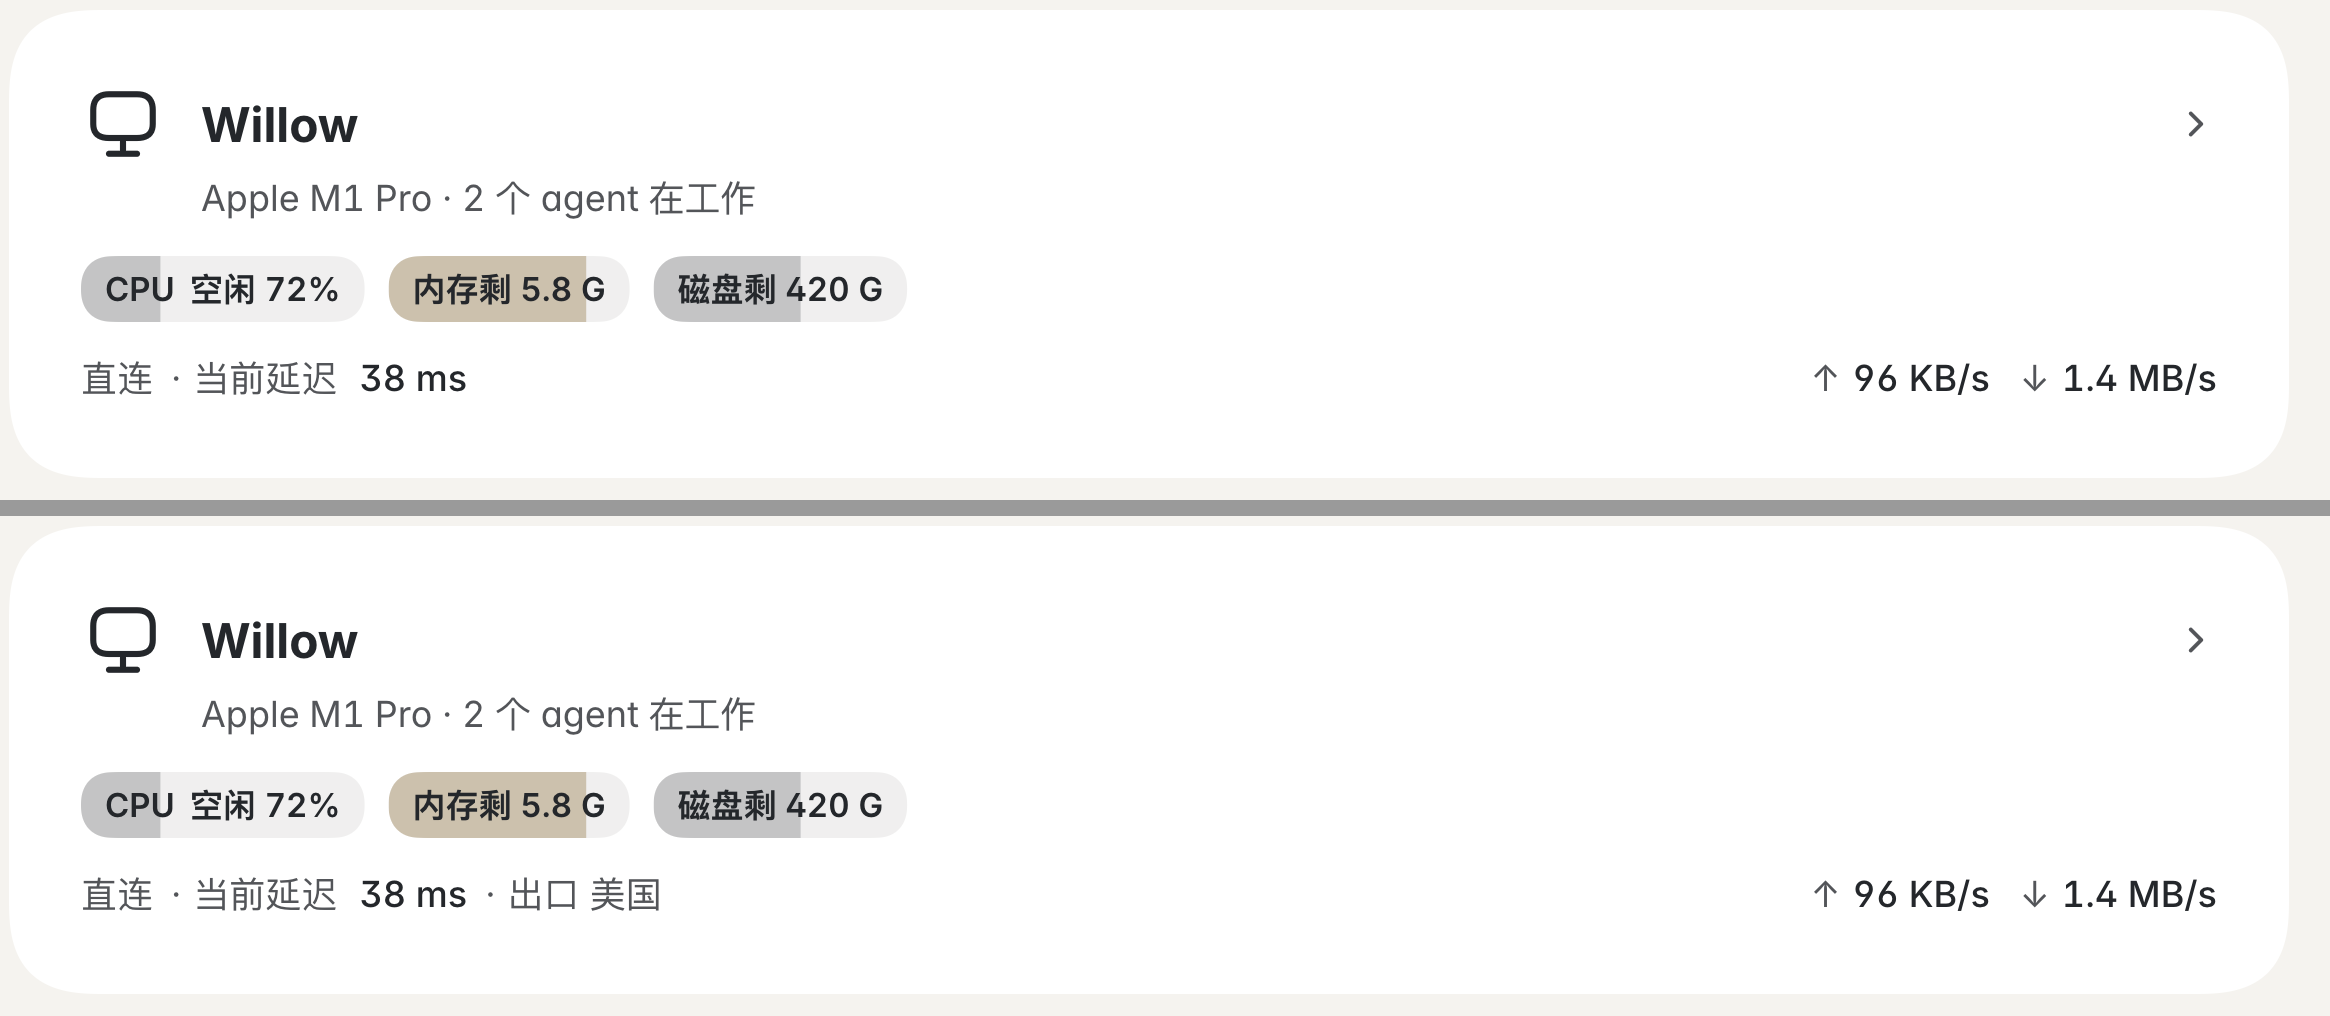 Willow
Apple M1 Pro · 2 个 agent 在工作
CPU 空闲 72% 内存剩 5.8 G 磁盘剩 420 G
直连 · 当前延迟 38 ms ↑ 96 KB/s ↓ 1.4 MB/s
Willow
Apple M1 Pro · 2 个 agent 在工作
CPU 空闲 72% 内存剩 5.8 G 磁盘剩 420 G
直连 · 当前延迟 38 ms · 出口 美国 ↑ 96 KB/s ↓ 1.4 MB/s